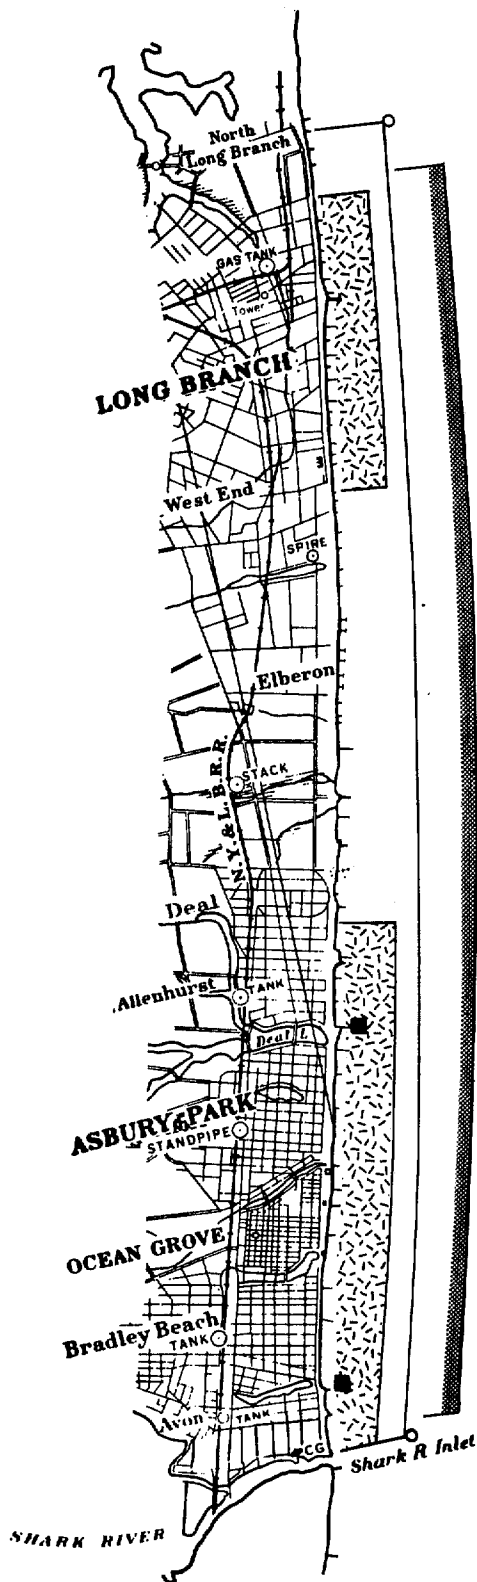 North
Long Branch
GAS TANK
Tower
LONG BRANCH
West End
SPIRE
Elberon
STACK
N.Y. & L. B. R.R.
Deal
Allenhurst
TANK
Deal L
ASBURY PARK
STANDPIPE
OCEAN GROVE
Bradley Beach
TANK
Avon
TANK
CG
Shark R Inlet
SHARK RIVER